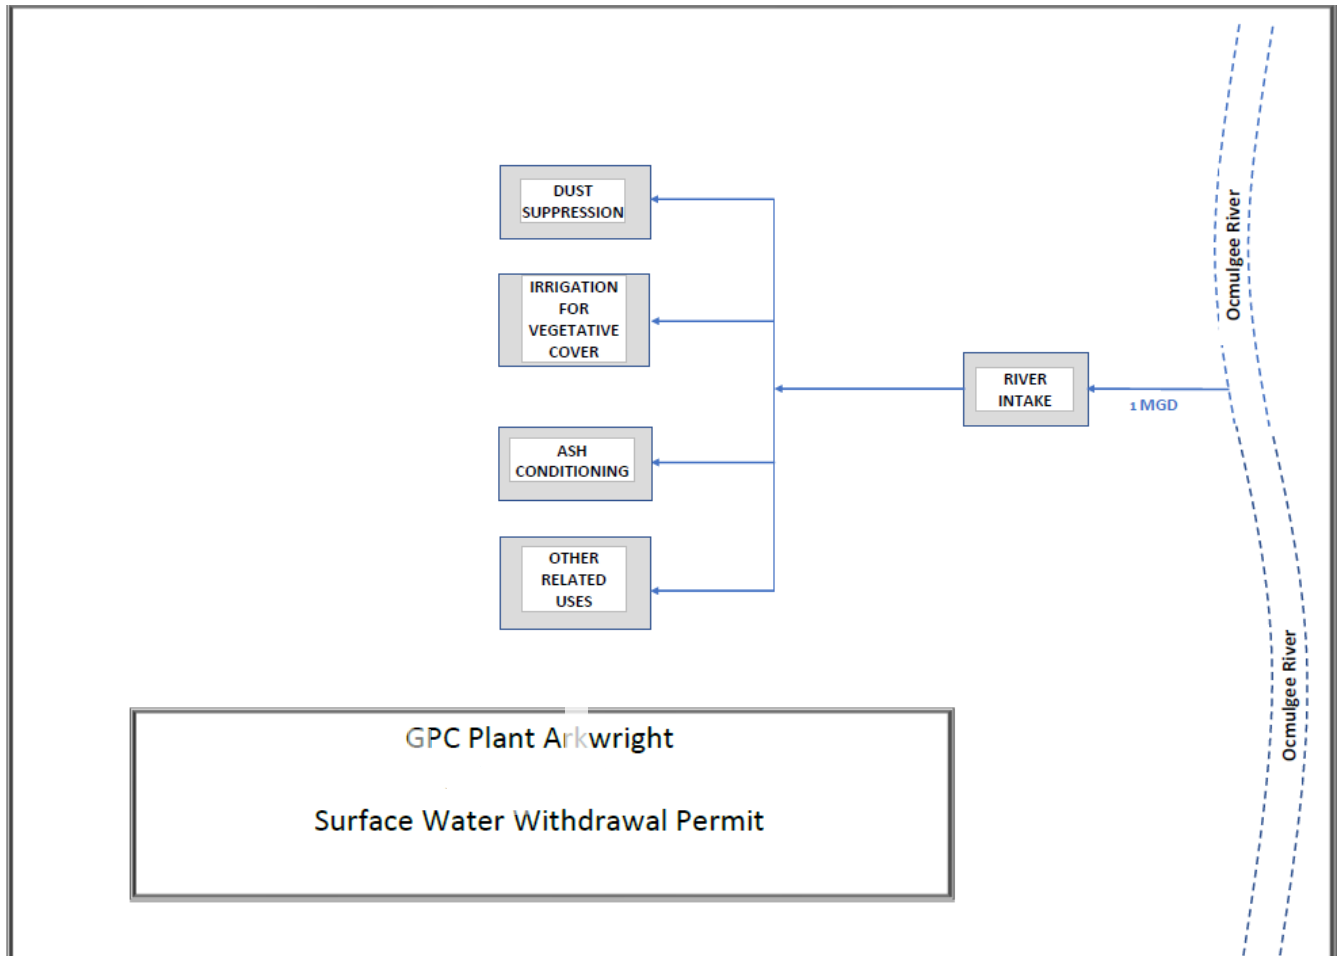 DUST
SUPPRESSION
IRRIGATION
FOR
VEGETATIVE
COVER
ASH
CONDITIONING
OTHER
RELATED
USES
RIVER
INTAKE
1 MGD
Ocmulgee River
Ocmulgee River
GPC Plant Arkwright
Surface Water Withdrawal Permit